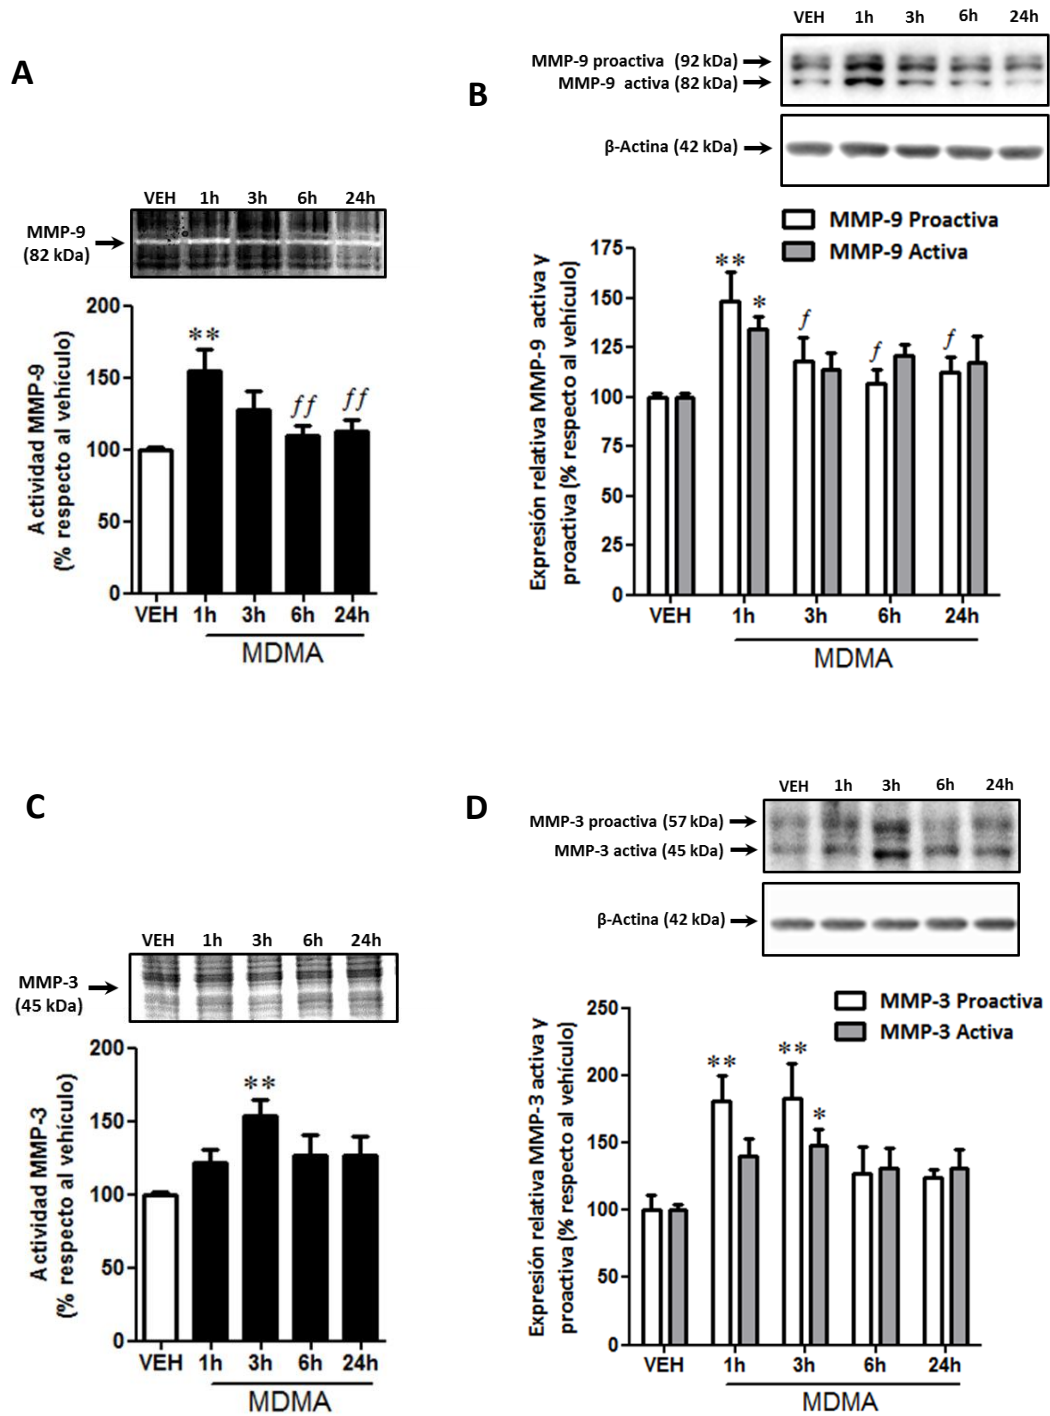 A
VEH 1h 3h 6h 24h
MMP-9
(82 kDa)
200
150
100
50
0
Actividad MMP-9
(% respecto al vehículo)
**
ƒƒ
ƒƒ
VEH 1h 3h 6h 24h
MDMA
B
VEH 1h 3h 6h 24h
MMP-9 proactiva (92 kDa)
MMP-9 activa (82 kDa)
β-Actina (42 kDa)
MMP-9 Proactiva
MMP-9 Activa
175
150
125
100
75
50
25
0
Expresión relativa MMP-9 activa y
proactiva (% respecto al vehículo)
**
*
ƒ
ƒ
ƒ
VEH 1h 3h 6h 24h
MDMA
C
VEH 1h 3h 6h 24h
MMP-3
(45 kDa)
200
150
100
50
0
Actividad MMP-3
(% respecto al vehículo)
**
VEH 1h 3h 6h 24h
MDMA
D
VEH 1h 3h 6h 24h
MMP-3 proactiva (57 kDa)
MMP-3 activa (45 kDa)
β-Actina (42 kDa)
MMP-3 Proactiva
MMP-3 Activa
250
200
150
100
50
0
Expresión relativa MMP-3 activa y
proactiva (% respecto al vehículo)
**
**
*
VEH 1h 3h 6h 24h
MDMA